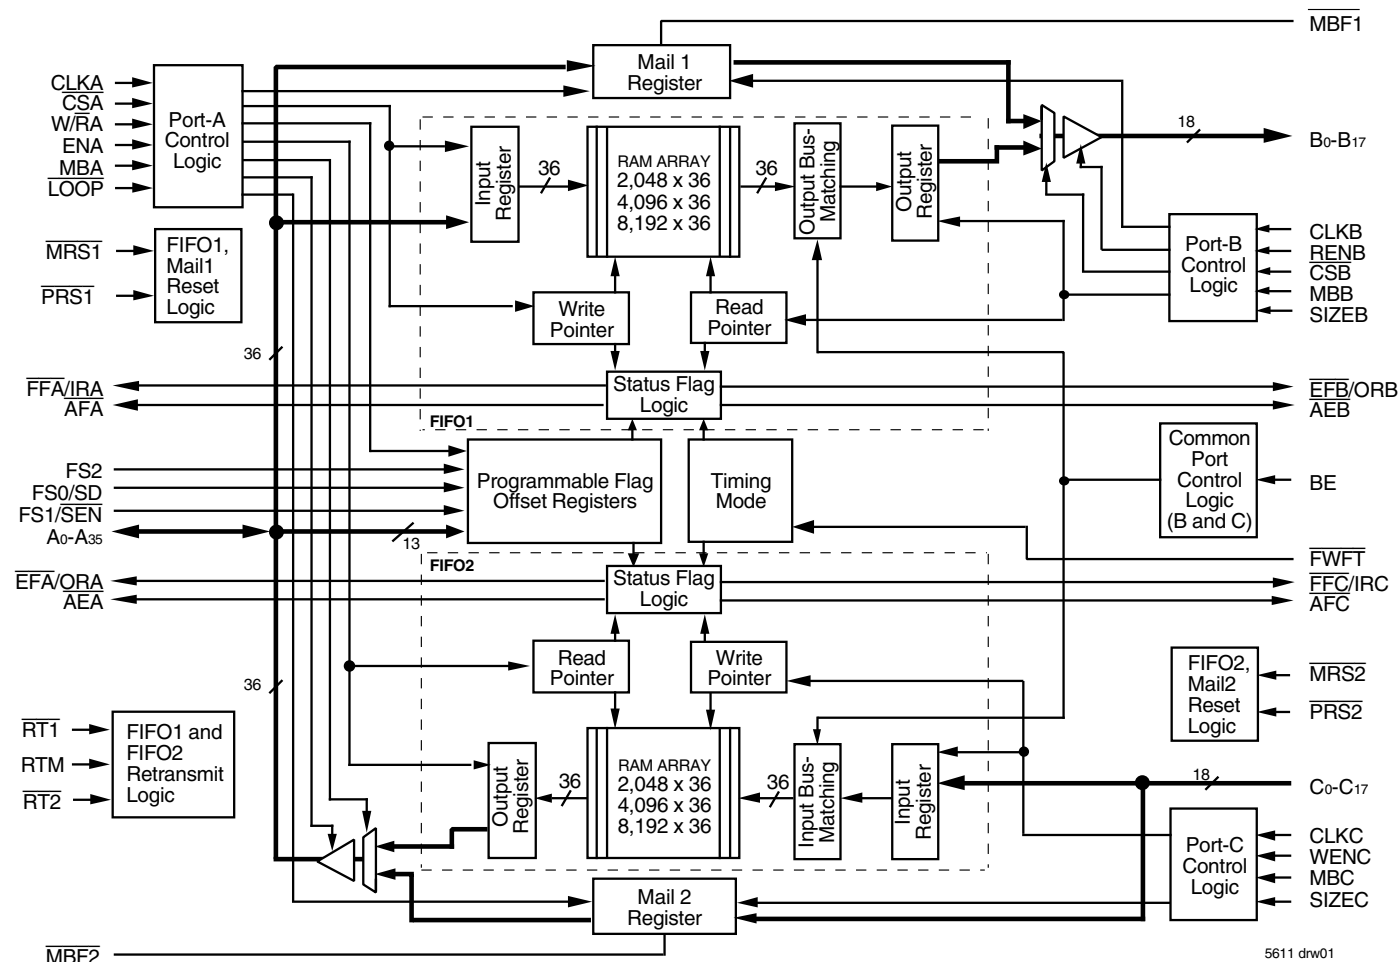 MBF1
Mail 1
Register
CLKA
CSA
W/RA
ENA
MBA
LOOP
Port-A
Control
Logic
18
B0-B17
Input
Register
36
RAM ARRAY
2,048 x 36
4,096 x 36
8,192 x 36
36
Output Bus-
Matching
Output
Register
MRS1
PRS1
FIFO1,
Mail1
Reset
Logic
Port-B
Control
Logic
CLKB
RENB
CSB
MBB
SIZEB
Write
Pointer
Read
Pointer
36
FFA/IRA
AFA
Status Flag
Logic
EFB/ORB
AEB
FIFO1
FS2
FS0/SD
FS1/SEN
A0-A35
Programmable Flag
Offset Registers
Timing
Mode
Common
Port
Control
Logic
(B and C)
BE
13
FIFO2
FWFT
EFA/ORA
AEA
Status Flag
Logic
FFC/IRC
AFC
Read
Pointer
Write
Pointer
FIFO2,
Mail2
Reset
Logic
MRS2
PRS2
36
RT1
RTM
RT2
FIFO1 and
FIFO2
Retransmit
Logic
Output
Register
36
RAM ARRAY
2,048 x 36
4,096 x 36
8,192 x 36
36
Input Bus-
Matching
Input
Register
18
C0-C17
Port-C
Control
Logic
CLKC
WENC
MBC
SIZEC
Mail 2
Register
MBF2
5611 drw01